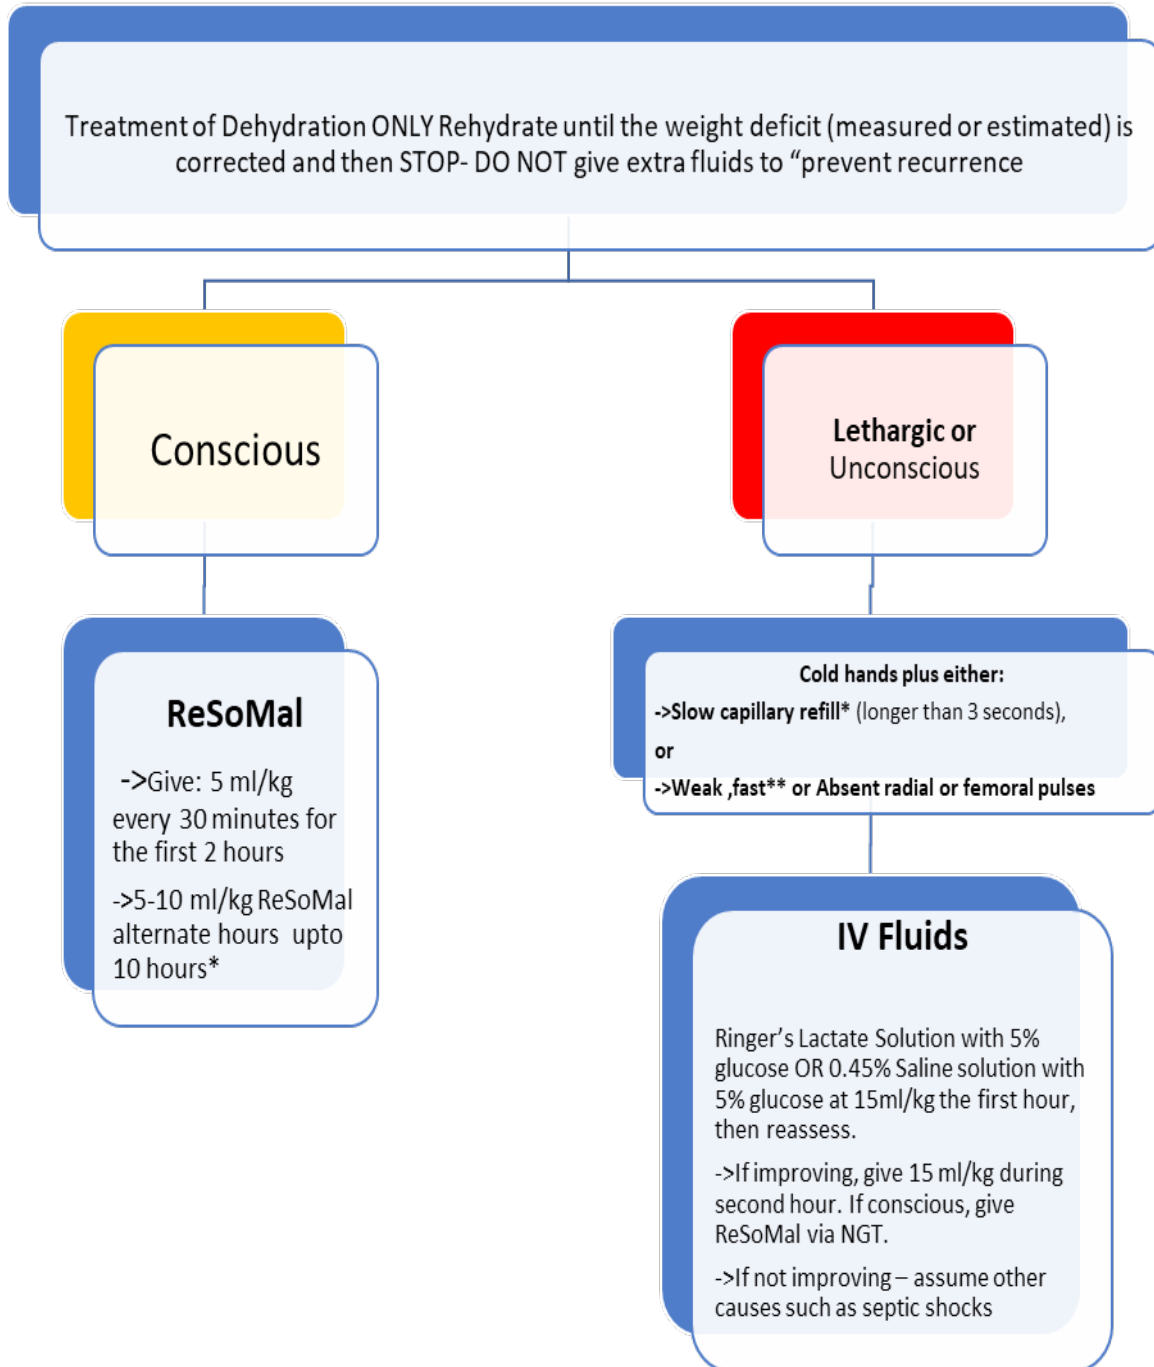 Treatment of Dehydration ONLY Rehydrate until the weight deficit (measured or estimated) is
corrected and then STOP- DO NOT give extra fluids to “prevent recurrence
Conscious
Lethargic or
Unconscious
ReSoMal
->Give: 5 ml/kg
every 30 minutes for
the first 2 hours
->5-10 ml/kg ReSoMal
alternate hours upto
10 hours*
Cold hands plus either:
->Slow capillary refill* (longer than 3 seconds),
or
->Weak ,fast** or Absent radial or femoral pulses
IV Fluids
Ringer’s Lactate Solution with 5%
glucose OR 0.45% Saline solution with
5% glucose at 15ml/kg the first hour,
then reassess.
->If improving, give 15 ml/kg during
second hour. If conscious, give
ReSoMal via NGT.
->If not improving – assume other
causes such as septic shocks